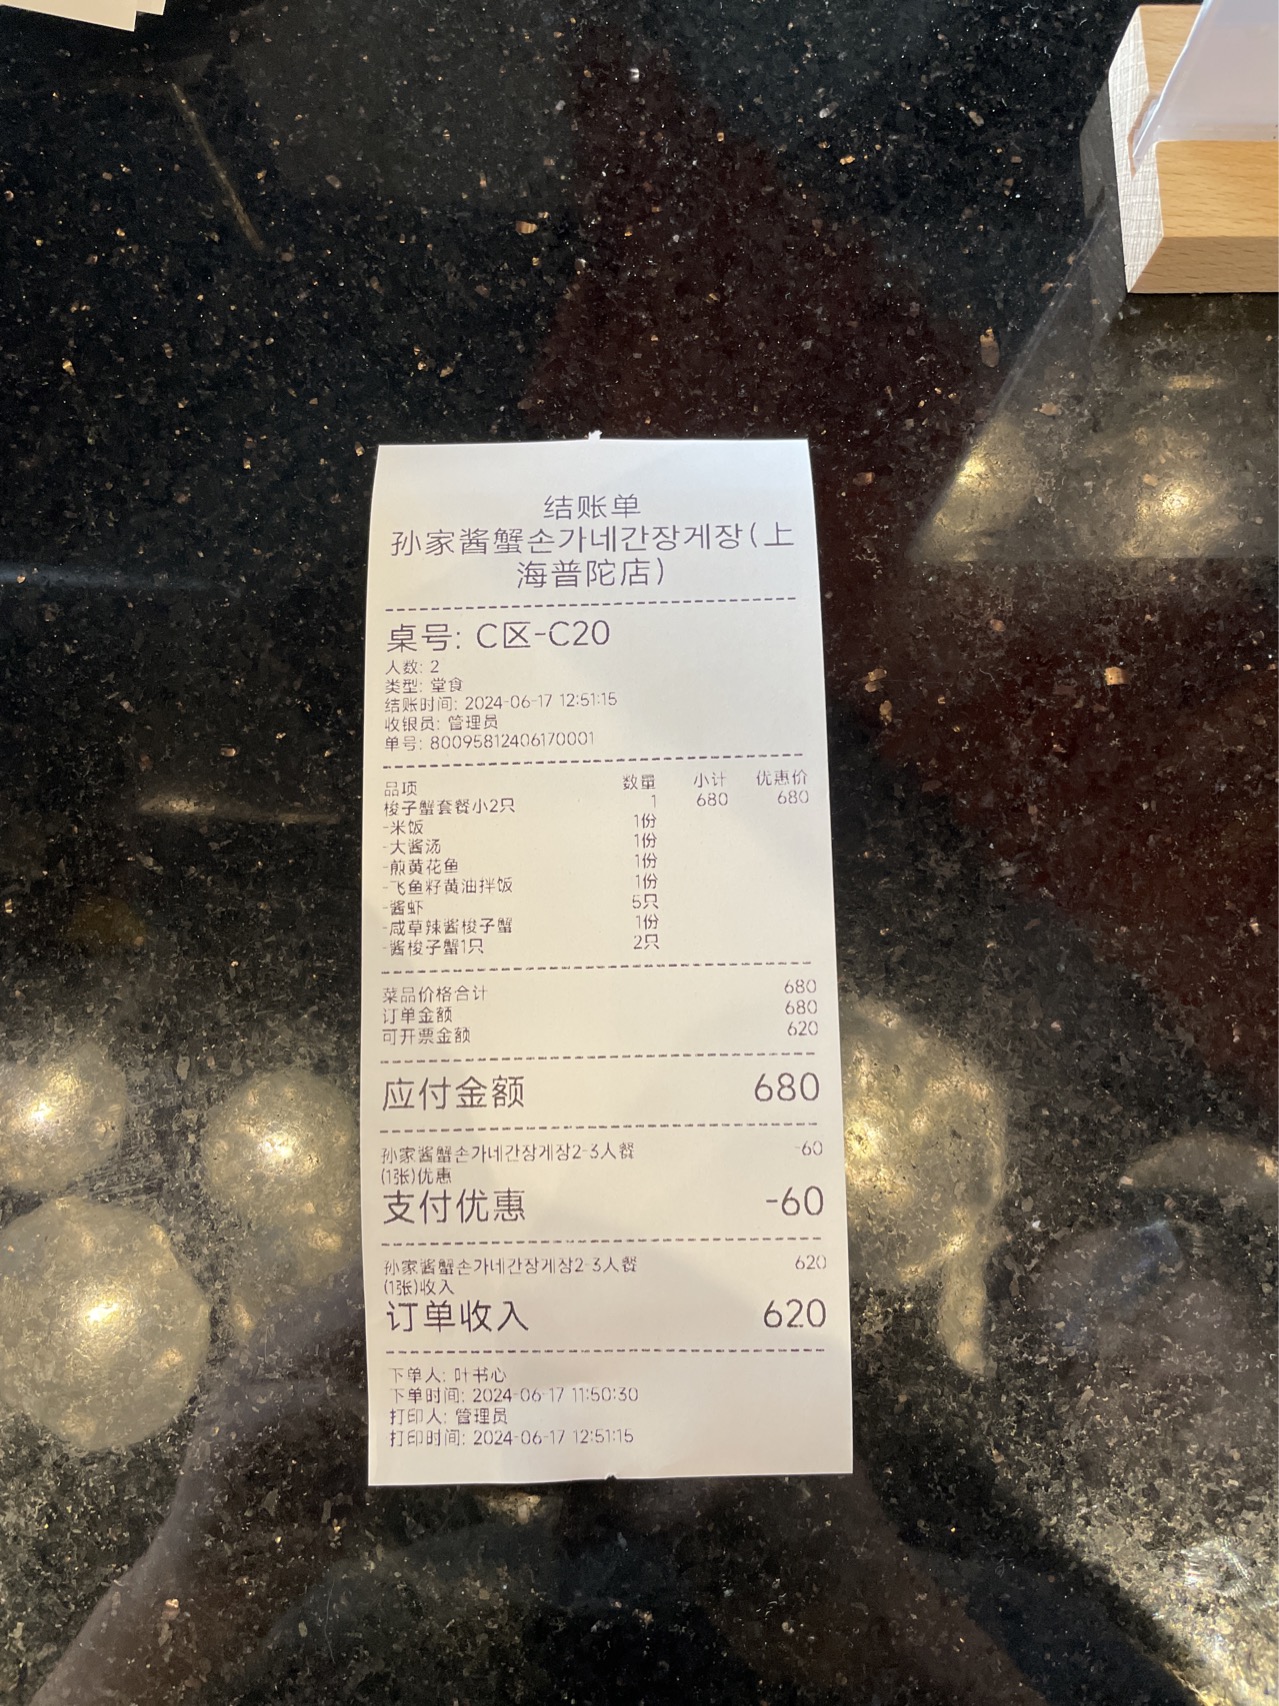 结账单
孙家酱蟹손가네간장게장(上
海普陀店)
桌号: C区-C20
人数: 2
类型: 堂食
结账时间: 2024-06-17 12:51:15
收银员: 管理员
单号: 80095812406170001
品项 数量 小计 优惠价
梭子蟹套餐小2只 1 680 680
-米饭 1份
-大酱汤 1份
-煎黄花鱼 1份
-飞鱼籽黄油拌饭 1份
-酱虾 5只
-咸草辣酱梭子蟹 1份
-酱梭子蟹1只 2只
菜品价格合计 680
订单金额 680
可开票金额 620
应付金额 680
孙家酱蟹손가네간장게장2-3人餐 -60
(1张)优惠
支付优惠 -60
孙家酱蟹손가네간장게장2-3人餐 620
(1张)收入
订单收入 620
下单人: 叶书心
下单时间: 2024-06-17 11:50:30
打印人: 管理员
打印时间: 2024-06-17 12:51:15